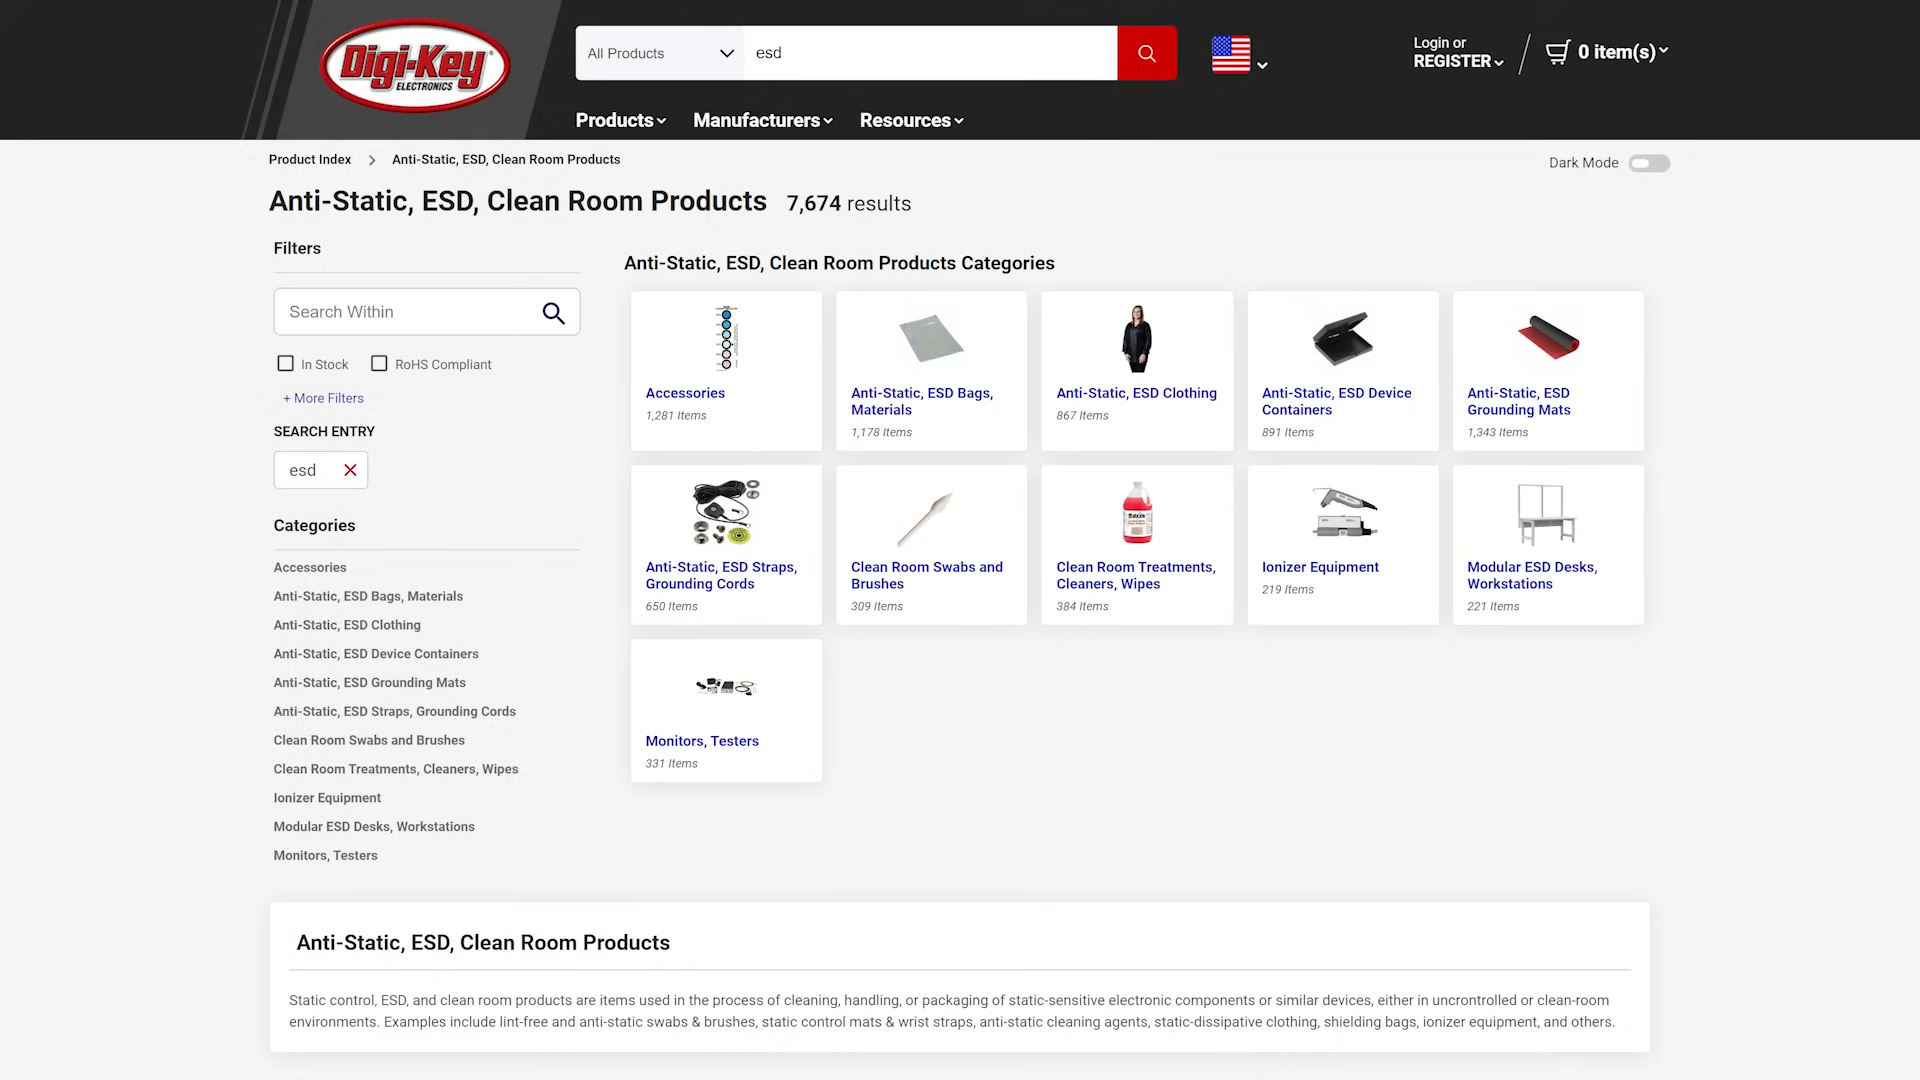 Digi-Key
ELECTRONICS
All Products
esd
Login or
REGISTER
0 item(s)
Products
Manufacturers
Resources
Product Index
Anti-Static, ESD, Clean Room Products
Dark Mode
Anti-Static, ESD, Clean Room Products 7,674 results
Filters
Search Within
In Stock
RoHS Compliant
+ More Filters
SEARCH ENTRY
esd
Categories
Accessories
Anti-Static, ESD Bags, Materials
Anti-Static, ESD Clothing
Anti-Static, ESD Device Containers
Anti-Static, ESD Grounding Mats
Anti-Static, ESD Straps, Grounding Cords
Clean Room Swabs and Brushes
Clean Room Treatments, Cleaners, Wipes
Ionizer Equipment
Modular ESD Desks, Workstations
Monitors, Testers
Anti-Static, ESD, Clean Room Products Categories
Accessories
1,281 Items
Anti-Static, ESD Bags,
Materials
1,178 Items
Anti-Static, ESD Clothing
867 Items
Anti-Static, ESD Device
Containers
891 Items
Anti-Static, ESD
Grounding Mats
1,343 Items
Anti-Static, ESD Straps,
Grounding Cords
650 Items
Clean Room Swabs and
Brushes
309 Items
Staticide
Clean Room Treatments,
Cleaners, Wipes
384 Items
Ionizer Equipment
219 Items
Modular ESD Desks,
Workstations
221 Items
Monitors, Testers
331 Items
Anti-Static, ESD, Clean Room Products
Static control, ESD, and clean room products are items used in the process of cleaning, handling, or packaging of static-sensitive electronic components or similar devices, either in uncrontrolled or clean-room
environments. Examples include lint-free and anti-static swabs & brushes, static control mats & wrist straps, anti-static cleaning agents, static-dissipative clothing, shielding bags, ionizer equipment, and others.